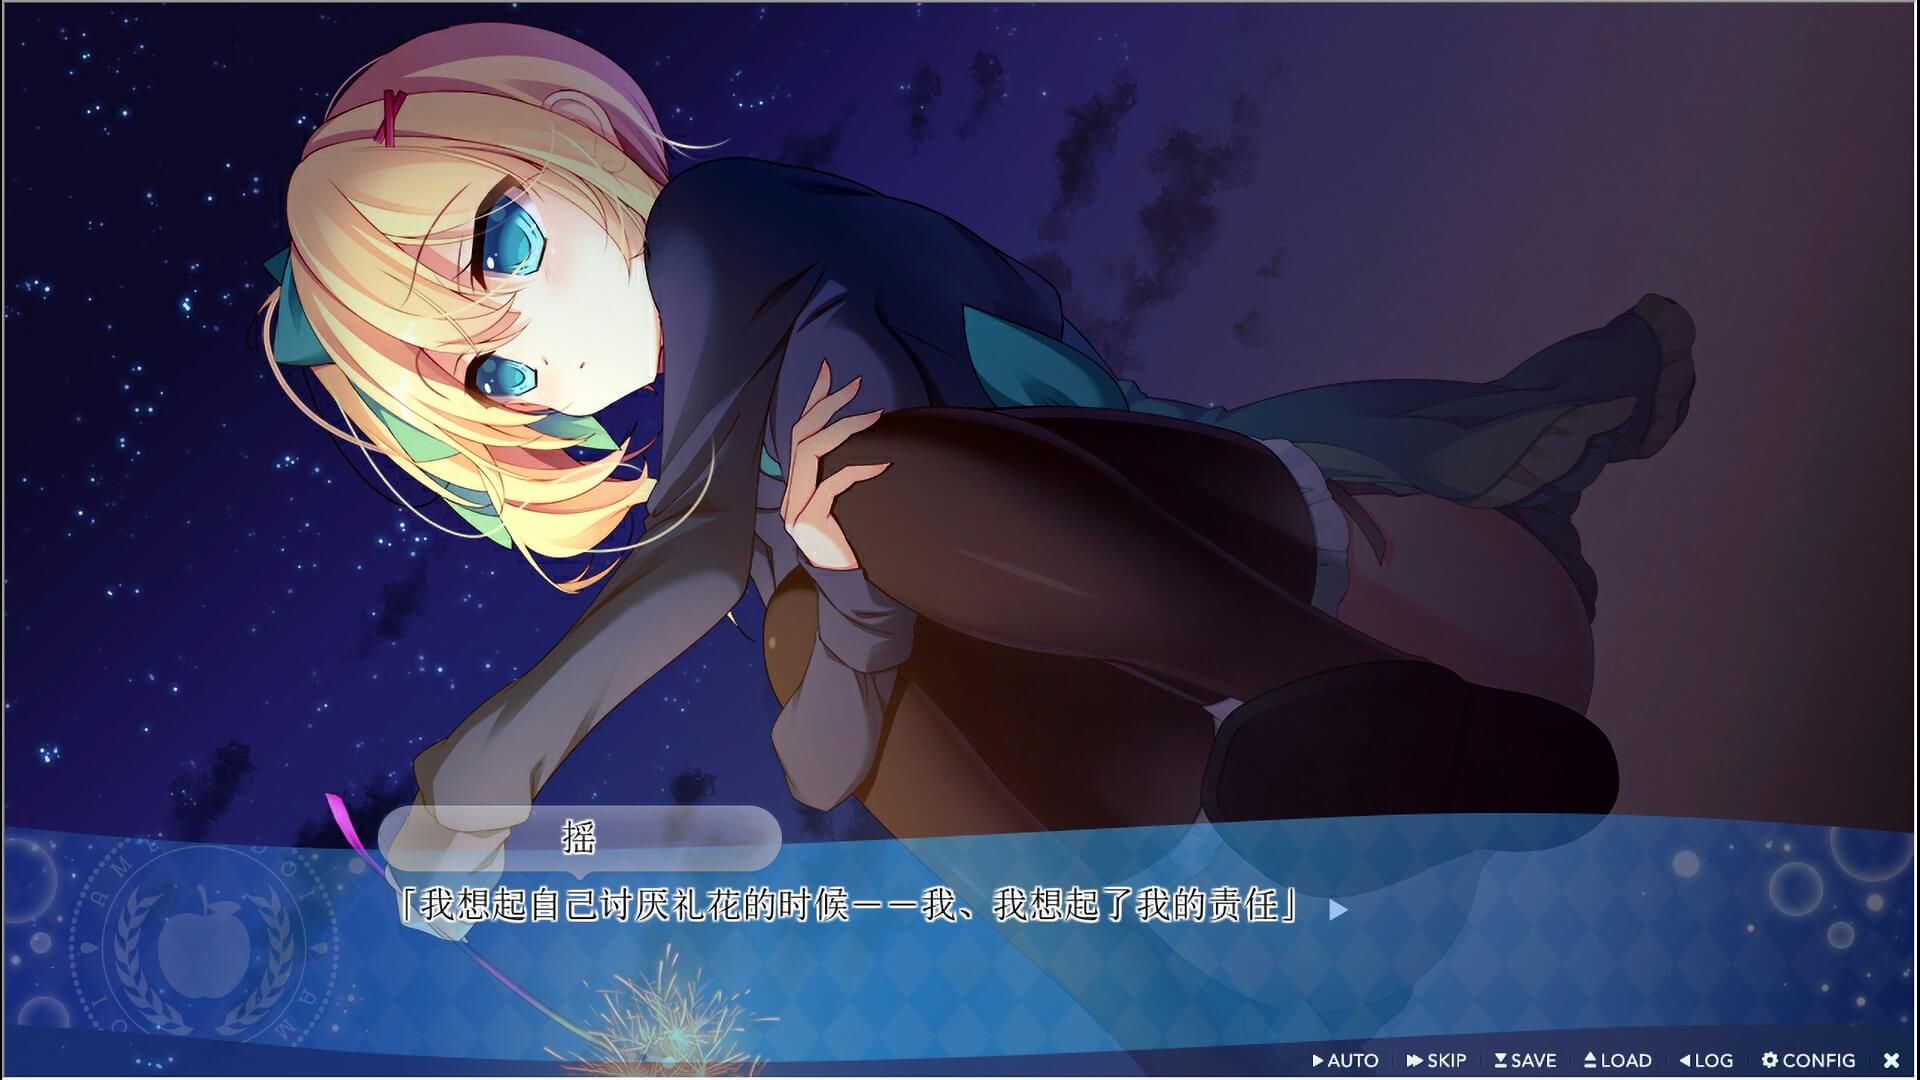 摇
「我想起自己讨厌礼花的时候——我、我想起了我的责任」
AUTO SKIP SAVE LOAD LOG CONFIG